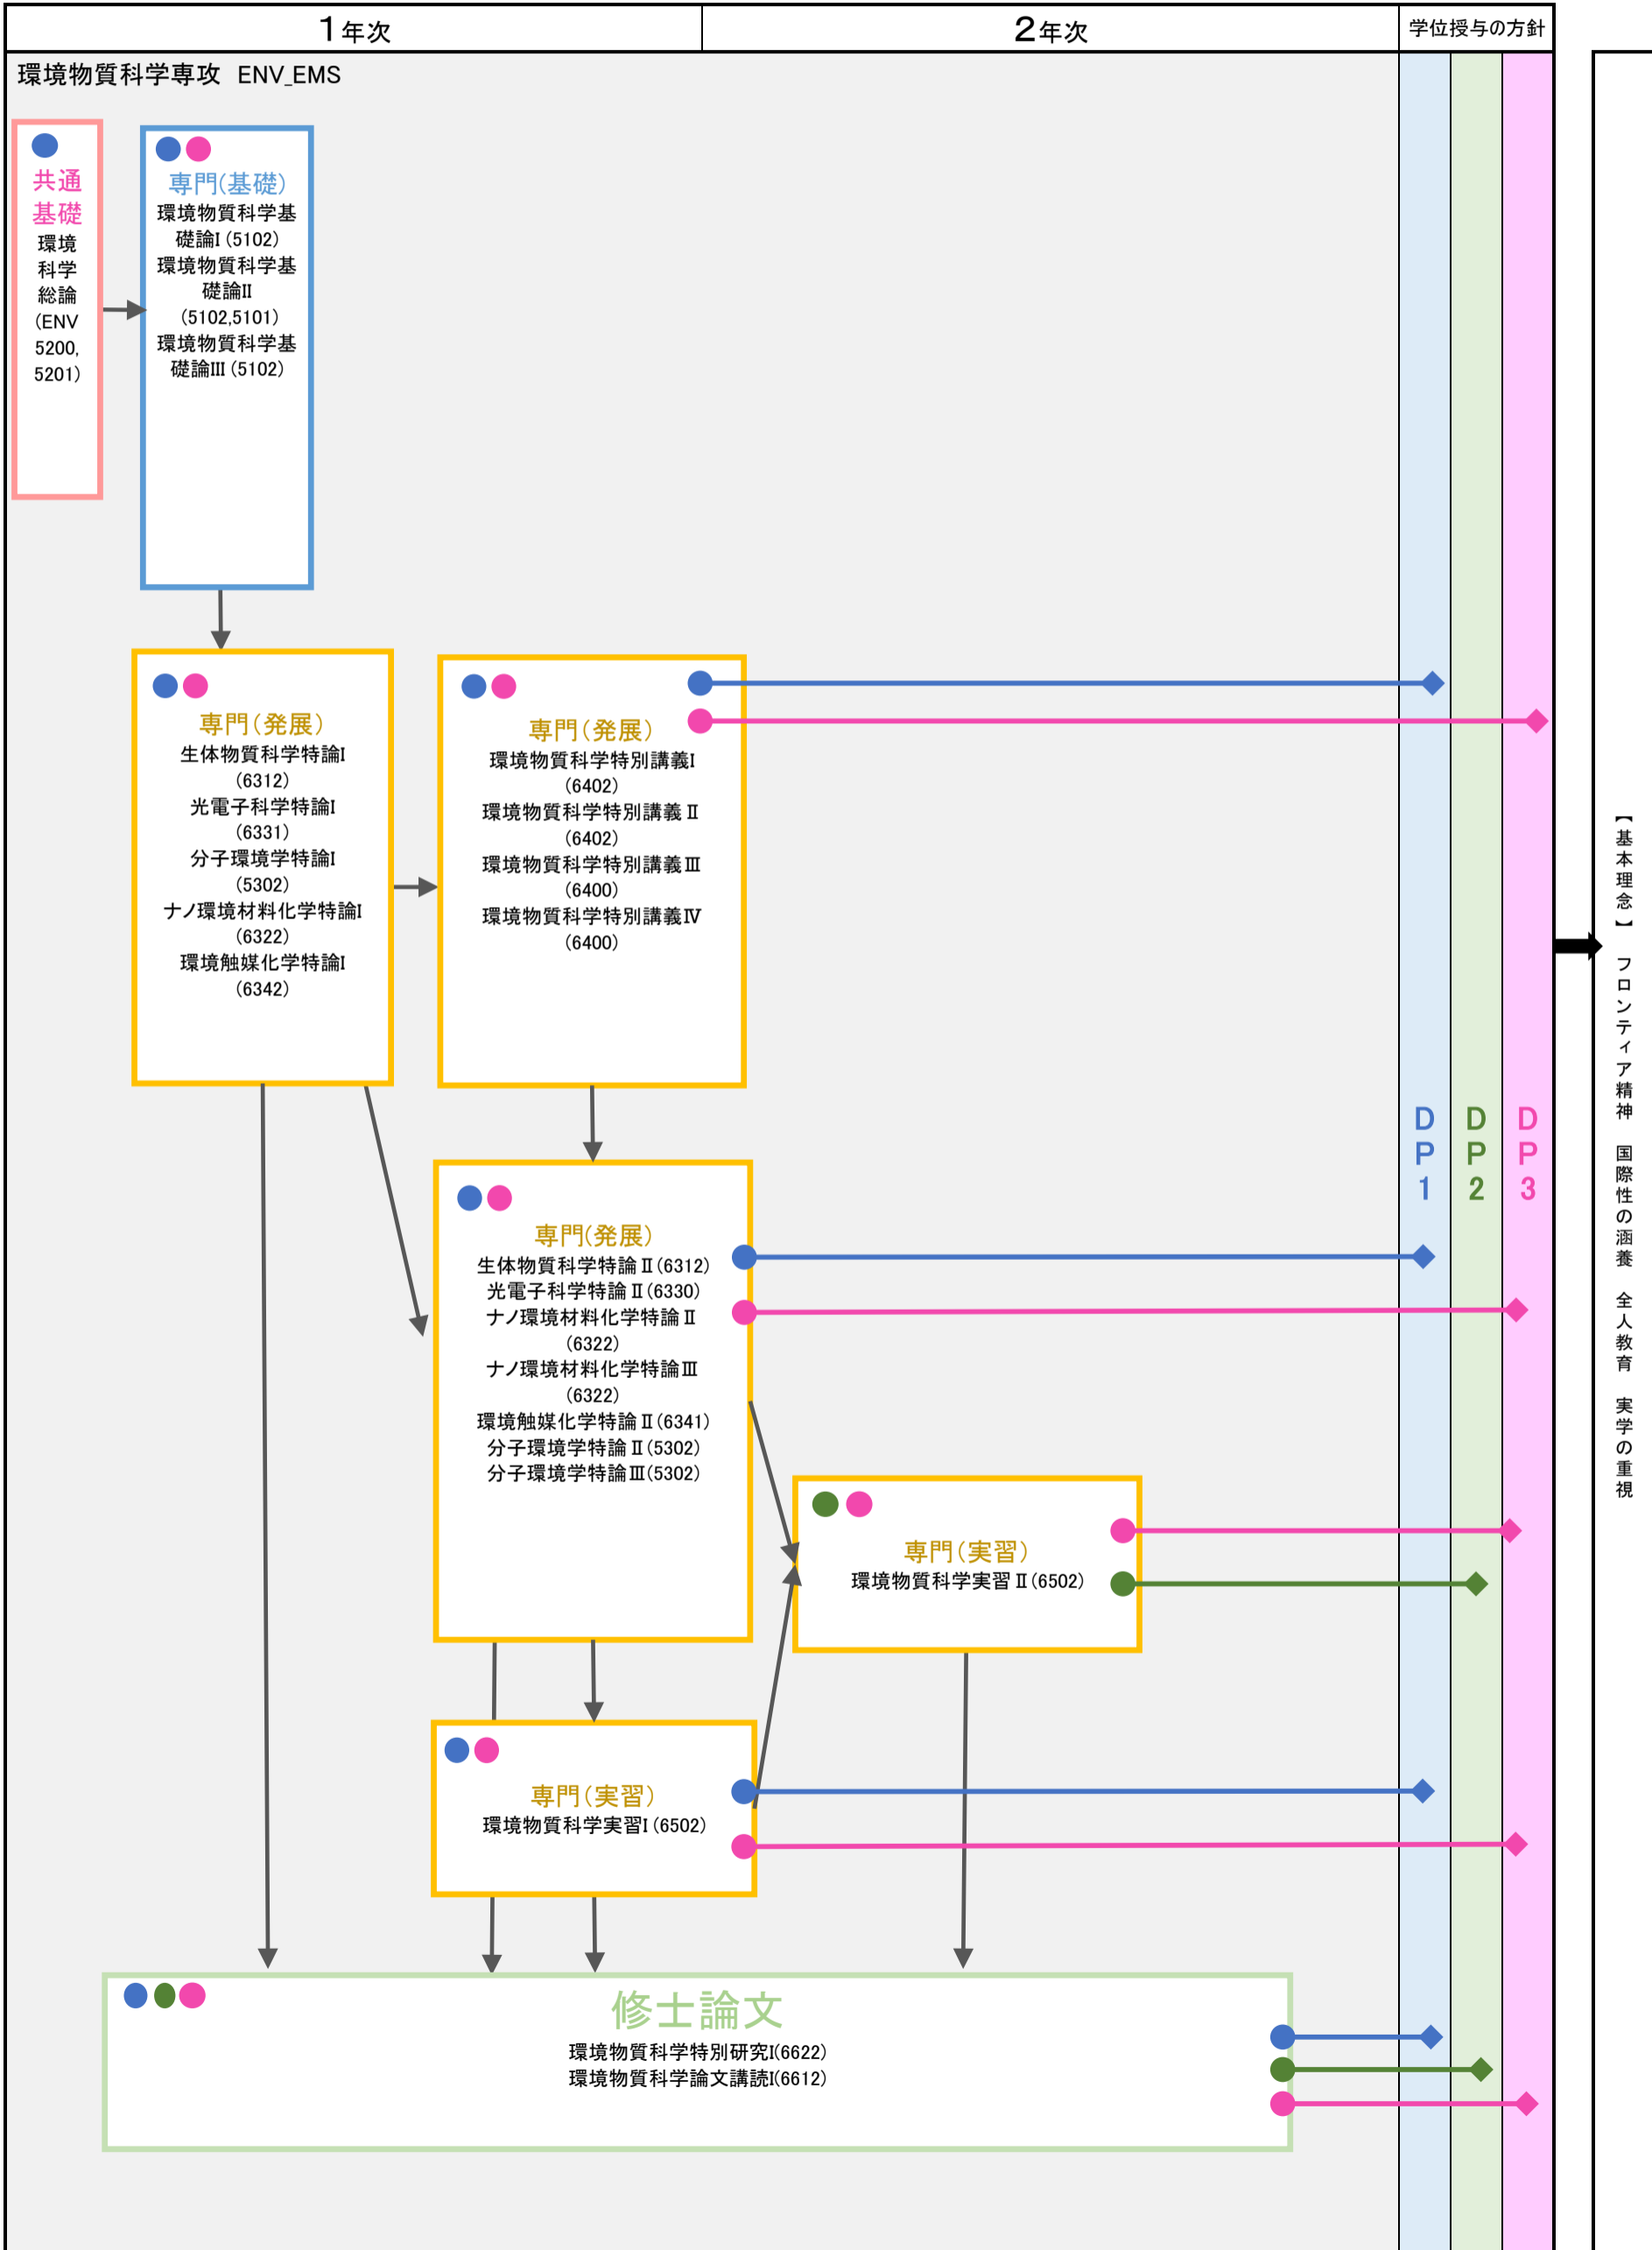 1年次
2年次
学位授与の方針
環境物質科学専攻 ENV_EMS
共通
基礎
環境
科学
総論
(ENV
5200,
5201)
専門(基礎)
環境物質科学基
礎論I (5102)
環境物質科学基
礎論II
(5102,5101)
環境物質科学基
礎論III (5102)
専門(発展)
生体物質科学特論I
(6312)
光電子科学特論I
(6331)
分子環境学特論I
(5302)
ナノ環境材料化学特論I
(6322)
環境触媒化学特論I
(6342)
専門(発展)
環境物質科学特別講義I
(6402)
環境物質科学特別講義Ⅱ
(6402)
環境物質科学特別講義Ⅲ
(6400)
環境物質科学特別講義Ⅳ
(6400)
専門(発展)
生体物質科学特論Ⅱ(6312)
光電子科学特論Ⅱ(6330)
ナノ環境材料化学特論Ⅱ
(6322)
ナノ環境材料化学特論Ⅲ
(6322)
環境触媒化学特論Ⅱ(6341)
分子環境学特論Ⅱ(5302)
分子環境学特論Ⅲ(5302)
専門(実習)
環境物質科学実習Ⅱ(6502)
専門(実習)
環境物質科学実習I (6502)
修士論文
環境物質科学特別研究I(6622)
環境物質科学論文講読I(6612)
DP1
DP2
DP3
【基本理念】 フロンティア精神 国際性の涵養 全人教育 実学の重視